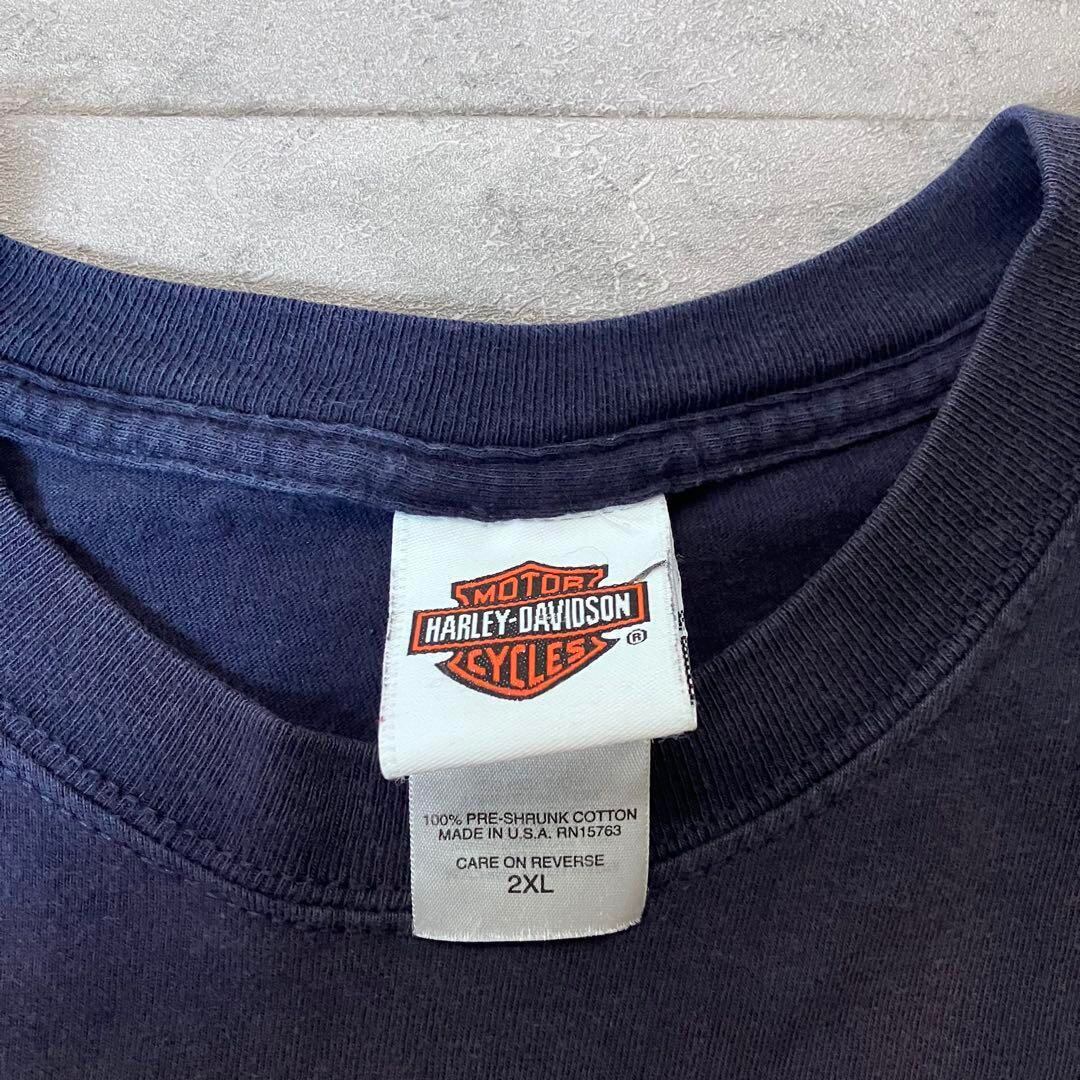 MOTOR
HARLEY-DAVIDSON
CYCLES
®
100% PRE-SHRUNK COTTON
MADE IN U.S.A. RN15763
CARE ON REVERSE
2XL